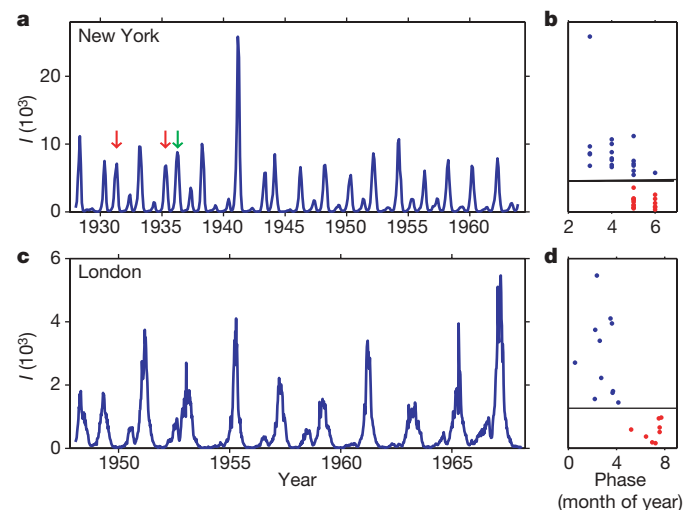 a
New York
I (10³)
20
10
0
1930
1935
1940
1945
1950
1955
1960
b
2
4
6
c
London
I (10³)
6
4
2
0
1950
1955
1960
1965
Year
d
0
4
8
Phase
(month of year)